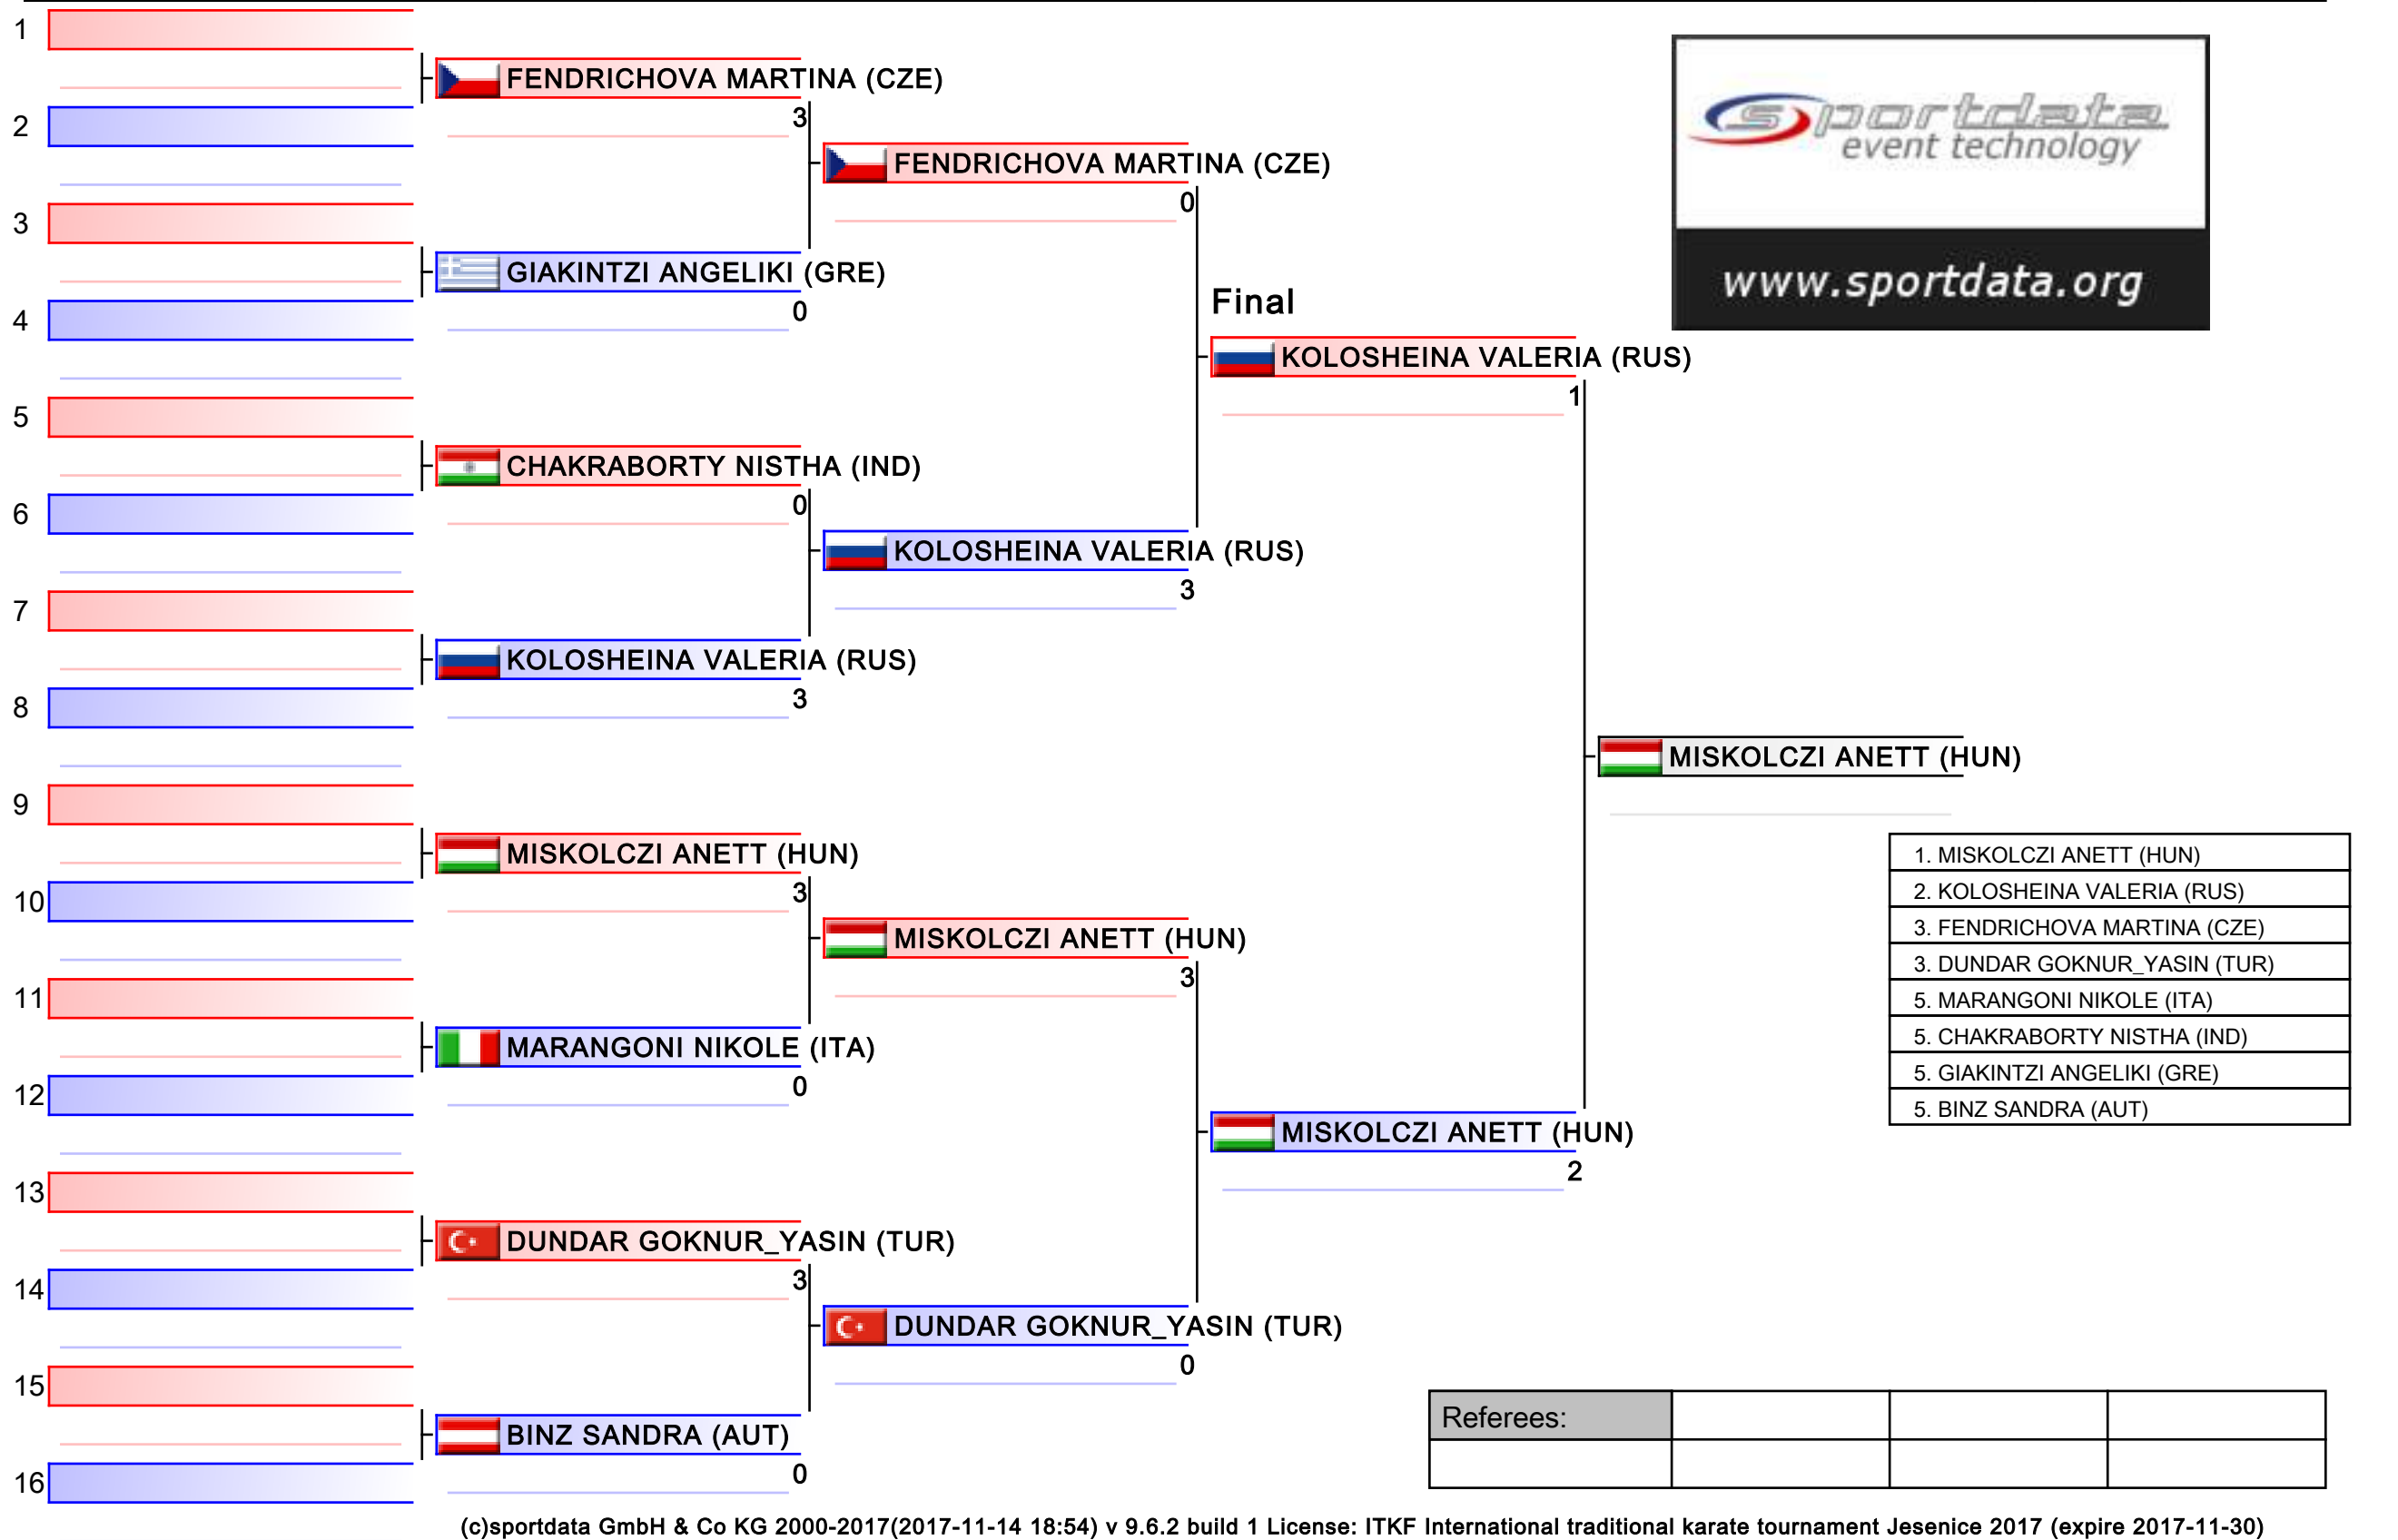 1
FENDRICHOVA MARTINA (CZE)
3
2
FENDRICHOVA MARTINA (CZE)
0
3
GIAKINTZI ANGELIKI (GRE)
0
4
Final
KOLOSHEINA VALERIA (RUS)
1
5
CHAKRABORTY NISTHA (IND)
0
6
KOLOSHEINA VALERIA (RUS)
3
7
KOLOSHEINA VALERIA (RUS)
3
8
MISKOLCZI ANETT (HUN)
9
MISKOLCZI ANETT (HUN)
3
10
MISKOLCZI ANETT (HUN)
3
11
MARANGONI NIKOLE (ITA)
0
12
MISKOLCZI ANETT (HUN)
2
13
DUNDAR GOKNUR_YASIN (TUR)
3
14
DUNDAR GOKNUR_YASIN (TUR)
0
15
BINZ SANDRA (AUT)
0
16
sportdata
event technology
www.sportdata.org
1. MISKOLCZI ANETT (HUN)
2. KOLOSHEINA VALERIA (RUS)
3. FENDRICHOVA MARTINA (CZE)
3. DUNDAR GOKNUR_YASIN (TUR)
5. MARANGONI NIKOLE (ITA)
5. CHAKRABORTY NISTHA (IND)
5. GIAKINTZI ANGELIKI (GRE)
5. BINZ SANDRA (AUT)
Referees:
(c)sportdata GmbH & Co KG 2000-2017(2017-11-14 18:54) v 9.6.2 build 1 License: ITKF International traditional karate tournament Jesenice 2017 (expire 2017-11-30)